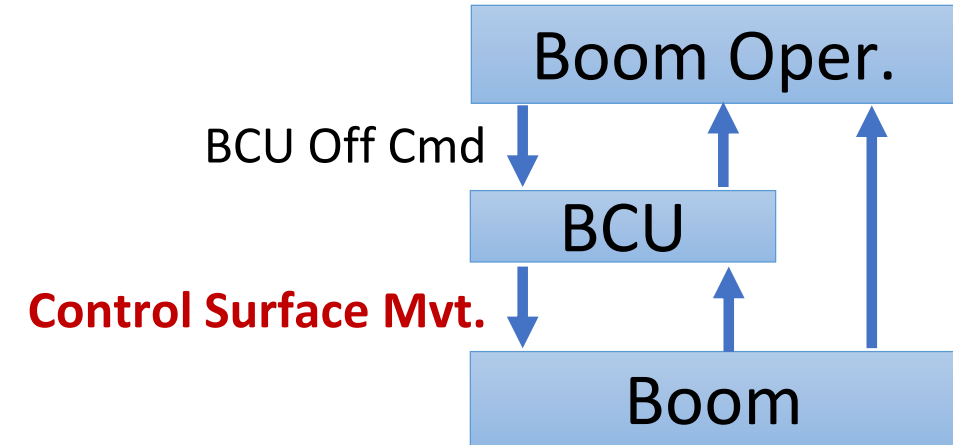 Boom Oper.
BCU Off Cmd
BCU
Control Surface Mvt.
Boom